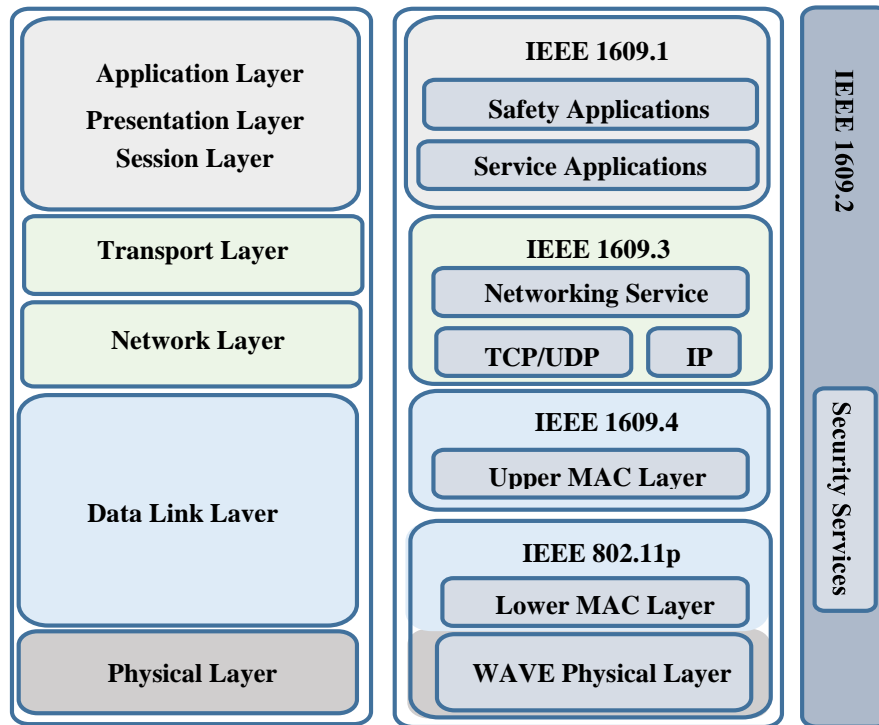 Application Layer
Presentation Layer
Session Layer
Transport Layer
Network Layer
Data Link Laver
Physical Layer
IEEE 1609.1
Safety Applications
Service Applications
IEEE 1609.3
Networking Service
TCP/UDP
IP
IEEE 1609.4
Upper MAC Layer
IEEE 802.11p
Lower MAC Layer
WAVE Physical Layer
IEEE 1609.2
Security Services